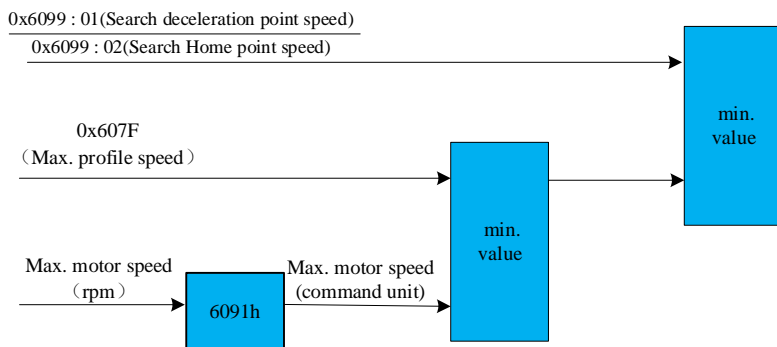 0x6099 : 01(Search deceleration point speed)
0x6099 : 02(Search Home point speed)
min.
value
0x607F
（Max. profile speed）
min.
value
Max. motor speed
（rpm）
6091h
Max. motor speed
(command unit)